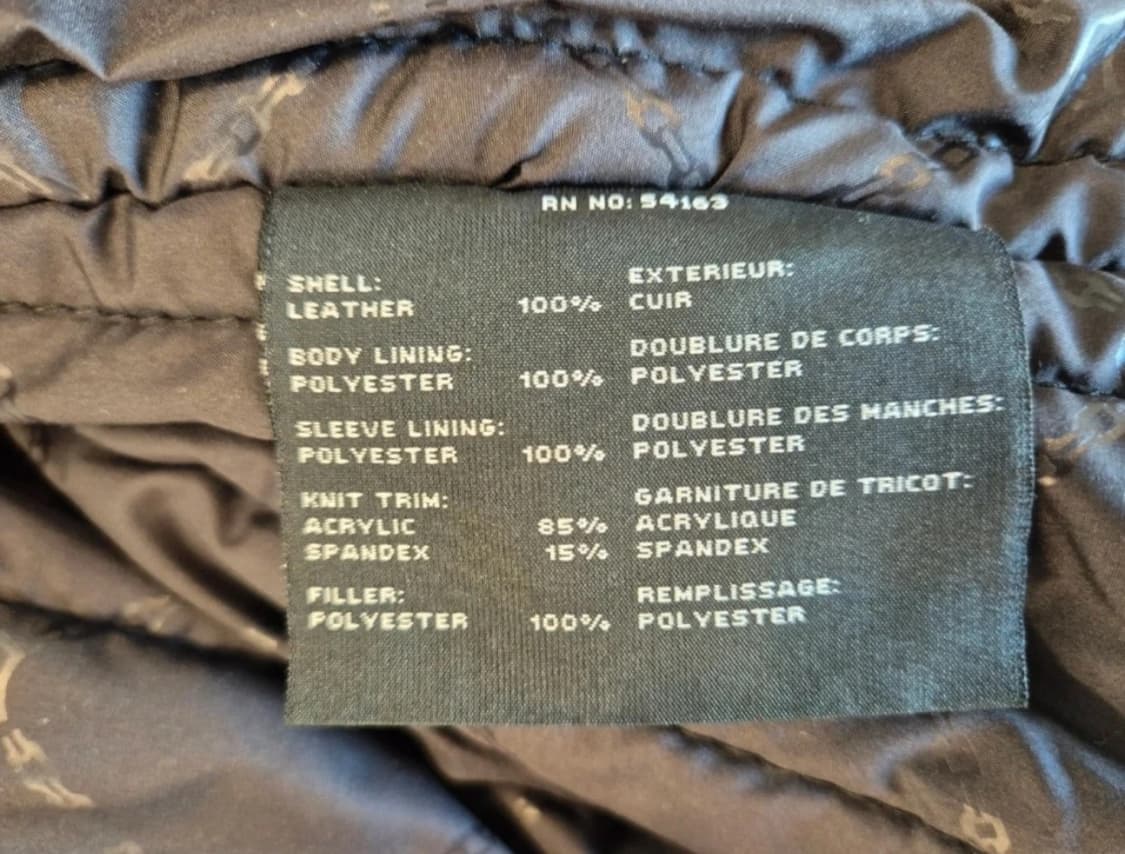 RN NO: 54163
SHELL:
LEATHER 100%
BODY LINING:
POLYESTER 100%
SLEEVE LINING:
POLYESTER 100%
KNIT TRIM:
ACRYLIC 85%
SPANDEX 15%
FILLER:
POLYESTER 100%
EXTERIEUR:
CUIR
DOUBLURE DE CORPS:
POLYESTER
DOUBLURE DES MANCHES:
POLYESTER
GARNITURE DE TRICOT:
ACRYLIQUE
SPANDEX
REMPLISSAGE:
POLYESTER